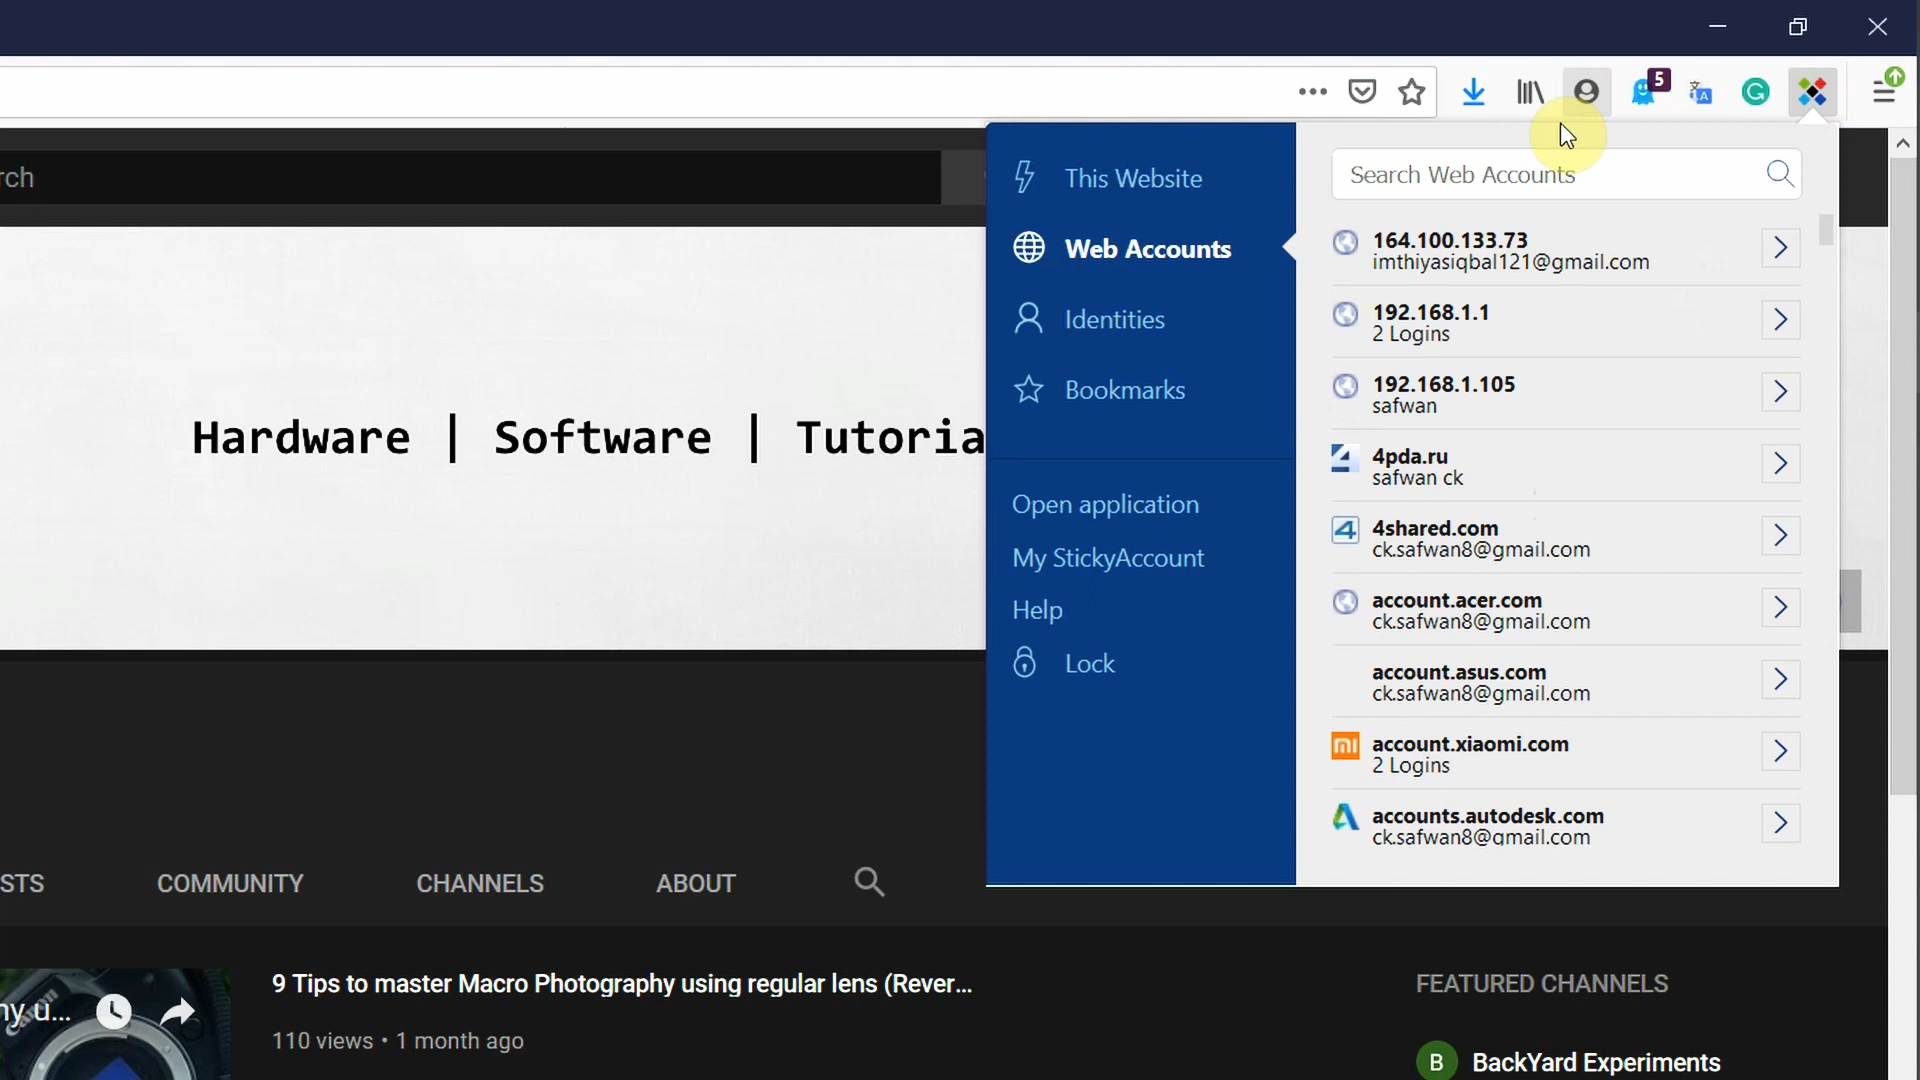 5
rch
This Website
Web Accounts
Identities
Bookmarks
Open application
My StickyAccount
Help
Lock
Search Web Accounts
164.100.133.73
imthiyasiqbal121@gmail.com
192.168.1.1
2 Logins
192.168.1.105
safwan
4pda.ru
safwan ck
4shared.com
ck.safwan8@gmail.com
account.acer.com
ck.safwan8@gmail.com
account.asus.com
ck.safwan8@gmail.com
account.xiaomi.com
2 Logins
accounts.autodesk.com
ck.safwan8@gmail.com
Hardware | Software | Tutoria
STS
COMMUNITY
CHANNELS
ABOUT
9 Tips to master Macro Photography using regular lens (Rever...
110 views • 1 month ago
hy u...
Canon
FEATURED CHANNELS
B
BackYard Experiments